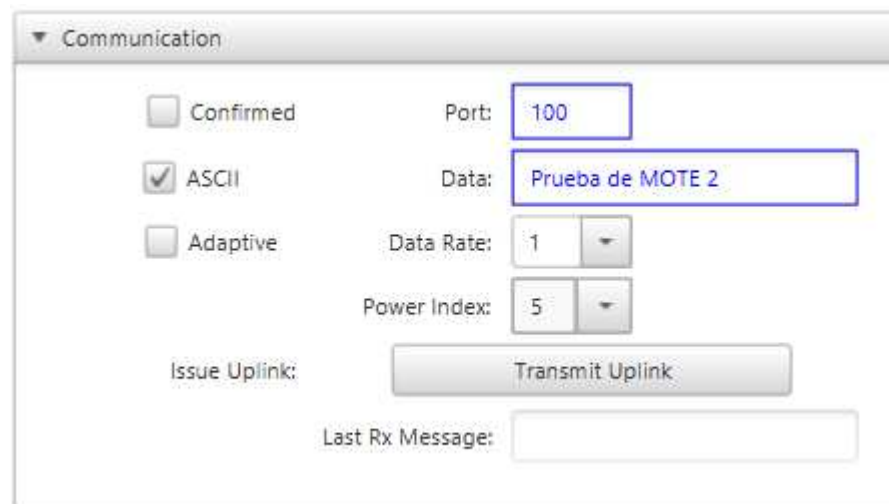 Communication
Confirmed Port: 100
ASCII Data: Prueba de MOTE 2
Adaptive Data Rate: 1
Power Index: 5
Issue Uplink: Transmit Uplink
Last Rx Message: